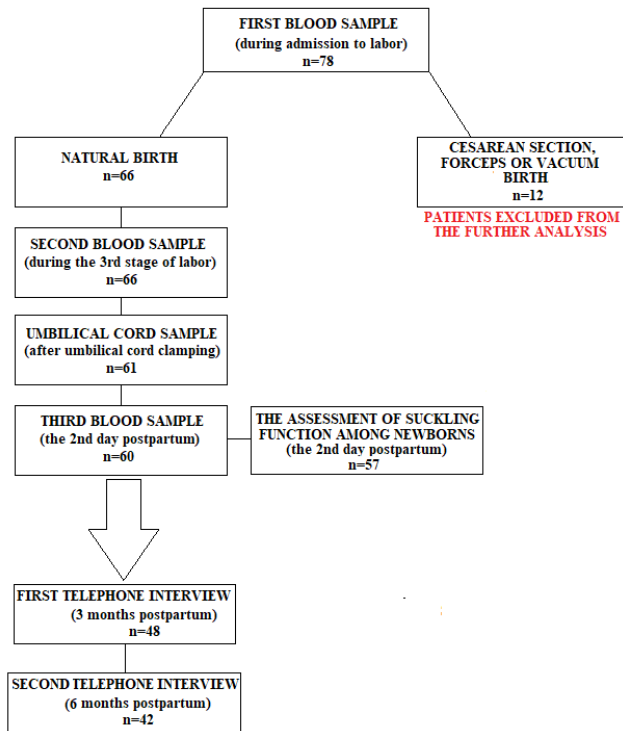 FIRST BLOOD SAMPLE
(during admission to labor)
n=78
NATURAL BIRTH
n=66
CESAREAN SECTION,
FORCEPS OR VACUUM
BIRTH
n=12
PATIENTS EXCLUDED FROM
THE FURTHER ANALYSIS
SECOND BLOOD SAMPLE
(during the 3rd stage of labor)
n=66
UMBILICAL CORD SAMPLE
(after umbilical cord clamping)
n=61
THIRD BLOOD SAMPLE
(the 2nd day postpartum)
n=60
THE ASSESSMENT OF SUCKLING
FUNCTION AMONG NEWBORNS
(the 2nd day postpartum)
n=57
FIRST TELEPHONE INTERVIEW
(3 months postpartum)
n=48
SECOND TELEPHONE INTERVIEW
(6 months postpartum)
n=42